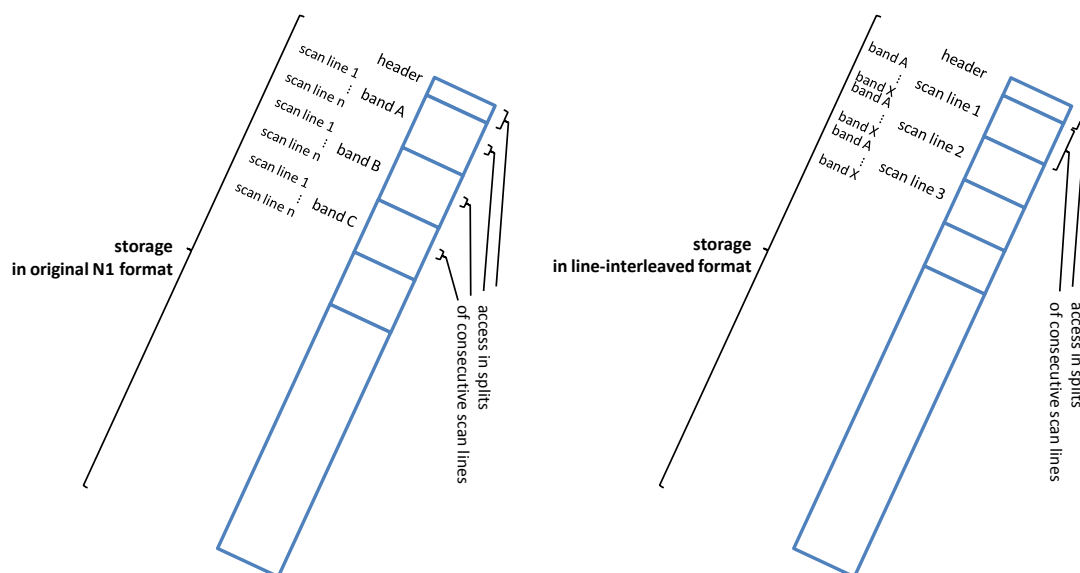 header
scan line 1
⋮
scan line n
band A
scan line 1
⋮
scan line n
band B
scan line 1
⋮
scan line n
band C
storage
in original N1 format
access in splits
of consecutive scan lines
header
band A
⋮
band X
scan line 1
band A
⋮
band X
scan line 2
band A
⋮
band X
scan line 3
storage
in line-interleaved format
access in splits
of consecutive scan lines